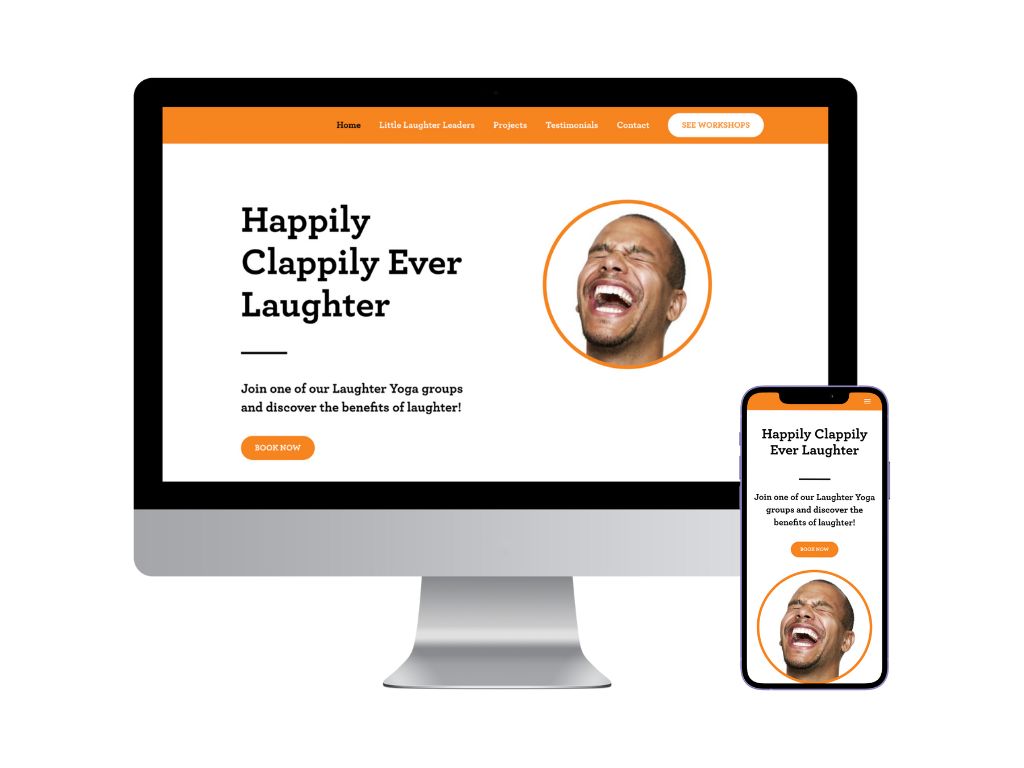 Home Little Laughter Leaders Projects Testimonials Contact SEE WORKSHOPS
Happily
Clappily Ever
Laughter
Join one of our Laughter Yoga groups
and discover the benefits of laughter!
BOOK NOW
Happily Clappily
Ever Laughter
Join one of our Laughter Yoga
groups and discover the
benefits of laughter!
BOOK NOW